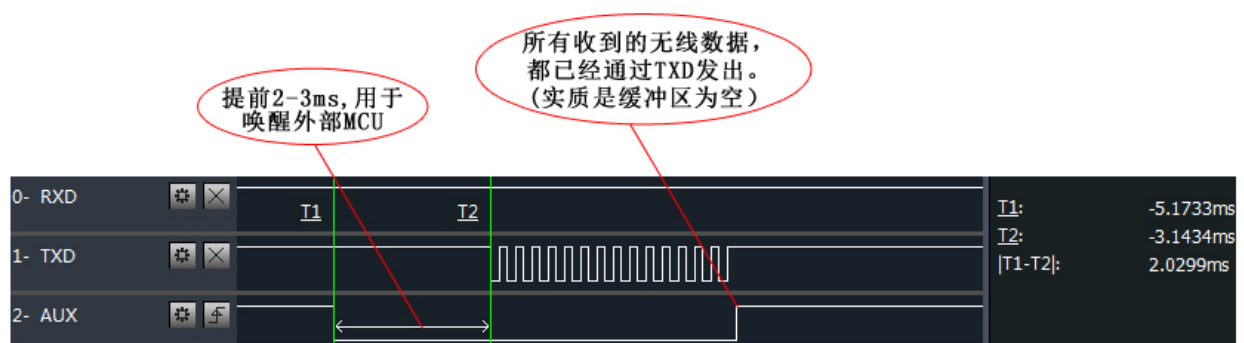 所有收到的无线数据，
都已经通过TXD发出。
(实质是缓冲区为空）
提前2-3ms,用于
唤醒外部MCU
0- RXD
T1
T2
1- TXD
2- AUX
T1: -5.1733ms
T2: -3.1434ms
|T1-T2|: 2.0299ms